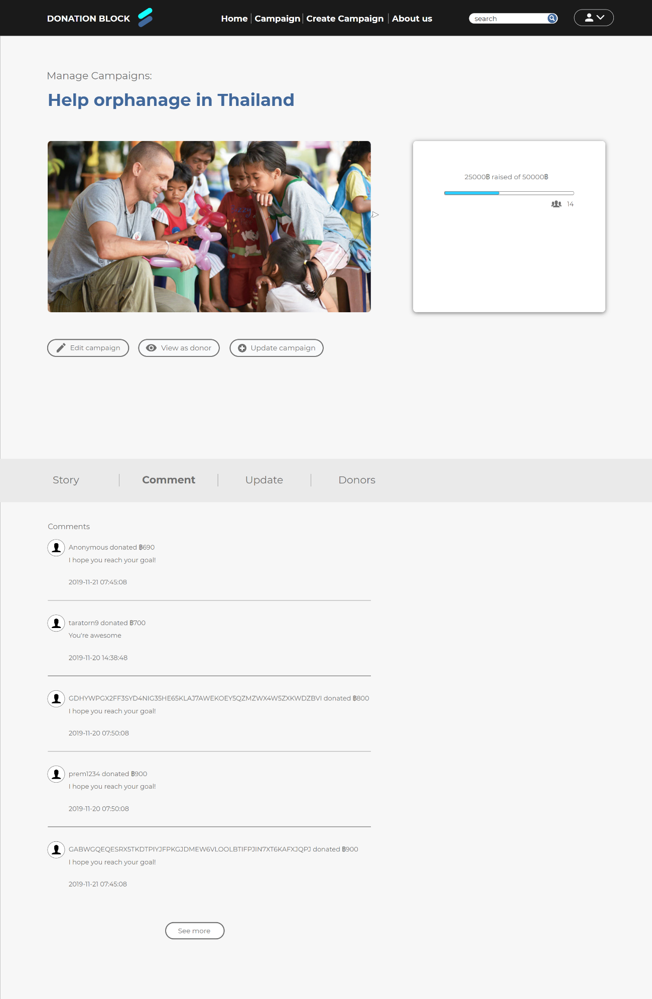 DONATION BLOCK
Home Campaign Create Campaign About us
search
Manage Campaigns:
Help orphanage in Thailand
25000฿ raised of 50000฿
14
Edit campaign
View as donor
Update campaign
Story
Comment
Update
Donors
Comments
Anonymous donated ฿690
I hope you reach your goal!
2019-11-21 07:45:08
taratorn9 donated ฿700
You're awesome
2019-11-20 14:38:48
GDHYWPGX2FF3SYD4NIG35HE65KLAJ7AWEKOEY5QZMZWX4W5ZXKWDZBVI donated ฿800
I hope you reach your goal!
2019-11-20 07:50:08
prem1234 donated ฿900
I hope you reach your goal!
2019-11-20 07:50:08
GABWGQEQESRX5TKDTPIYJFPKGJDMEW6VLOOLBTIFPJIN7XT6KAFXJQPJ donated ฿900
I hope you reach your goal!
2019-11-21 07:45:08
See more